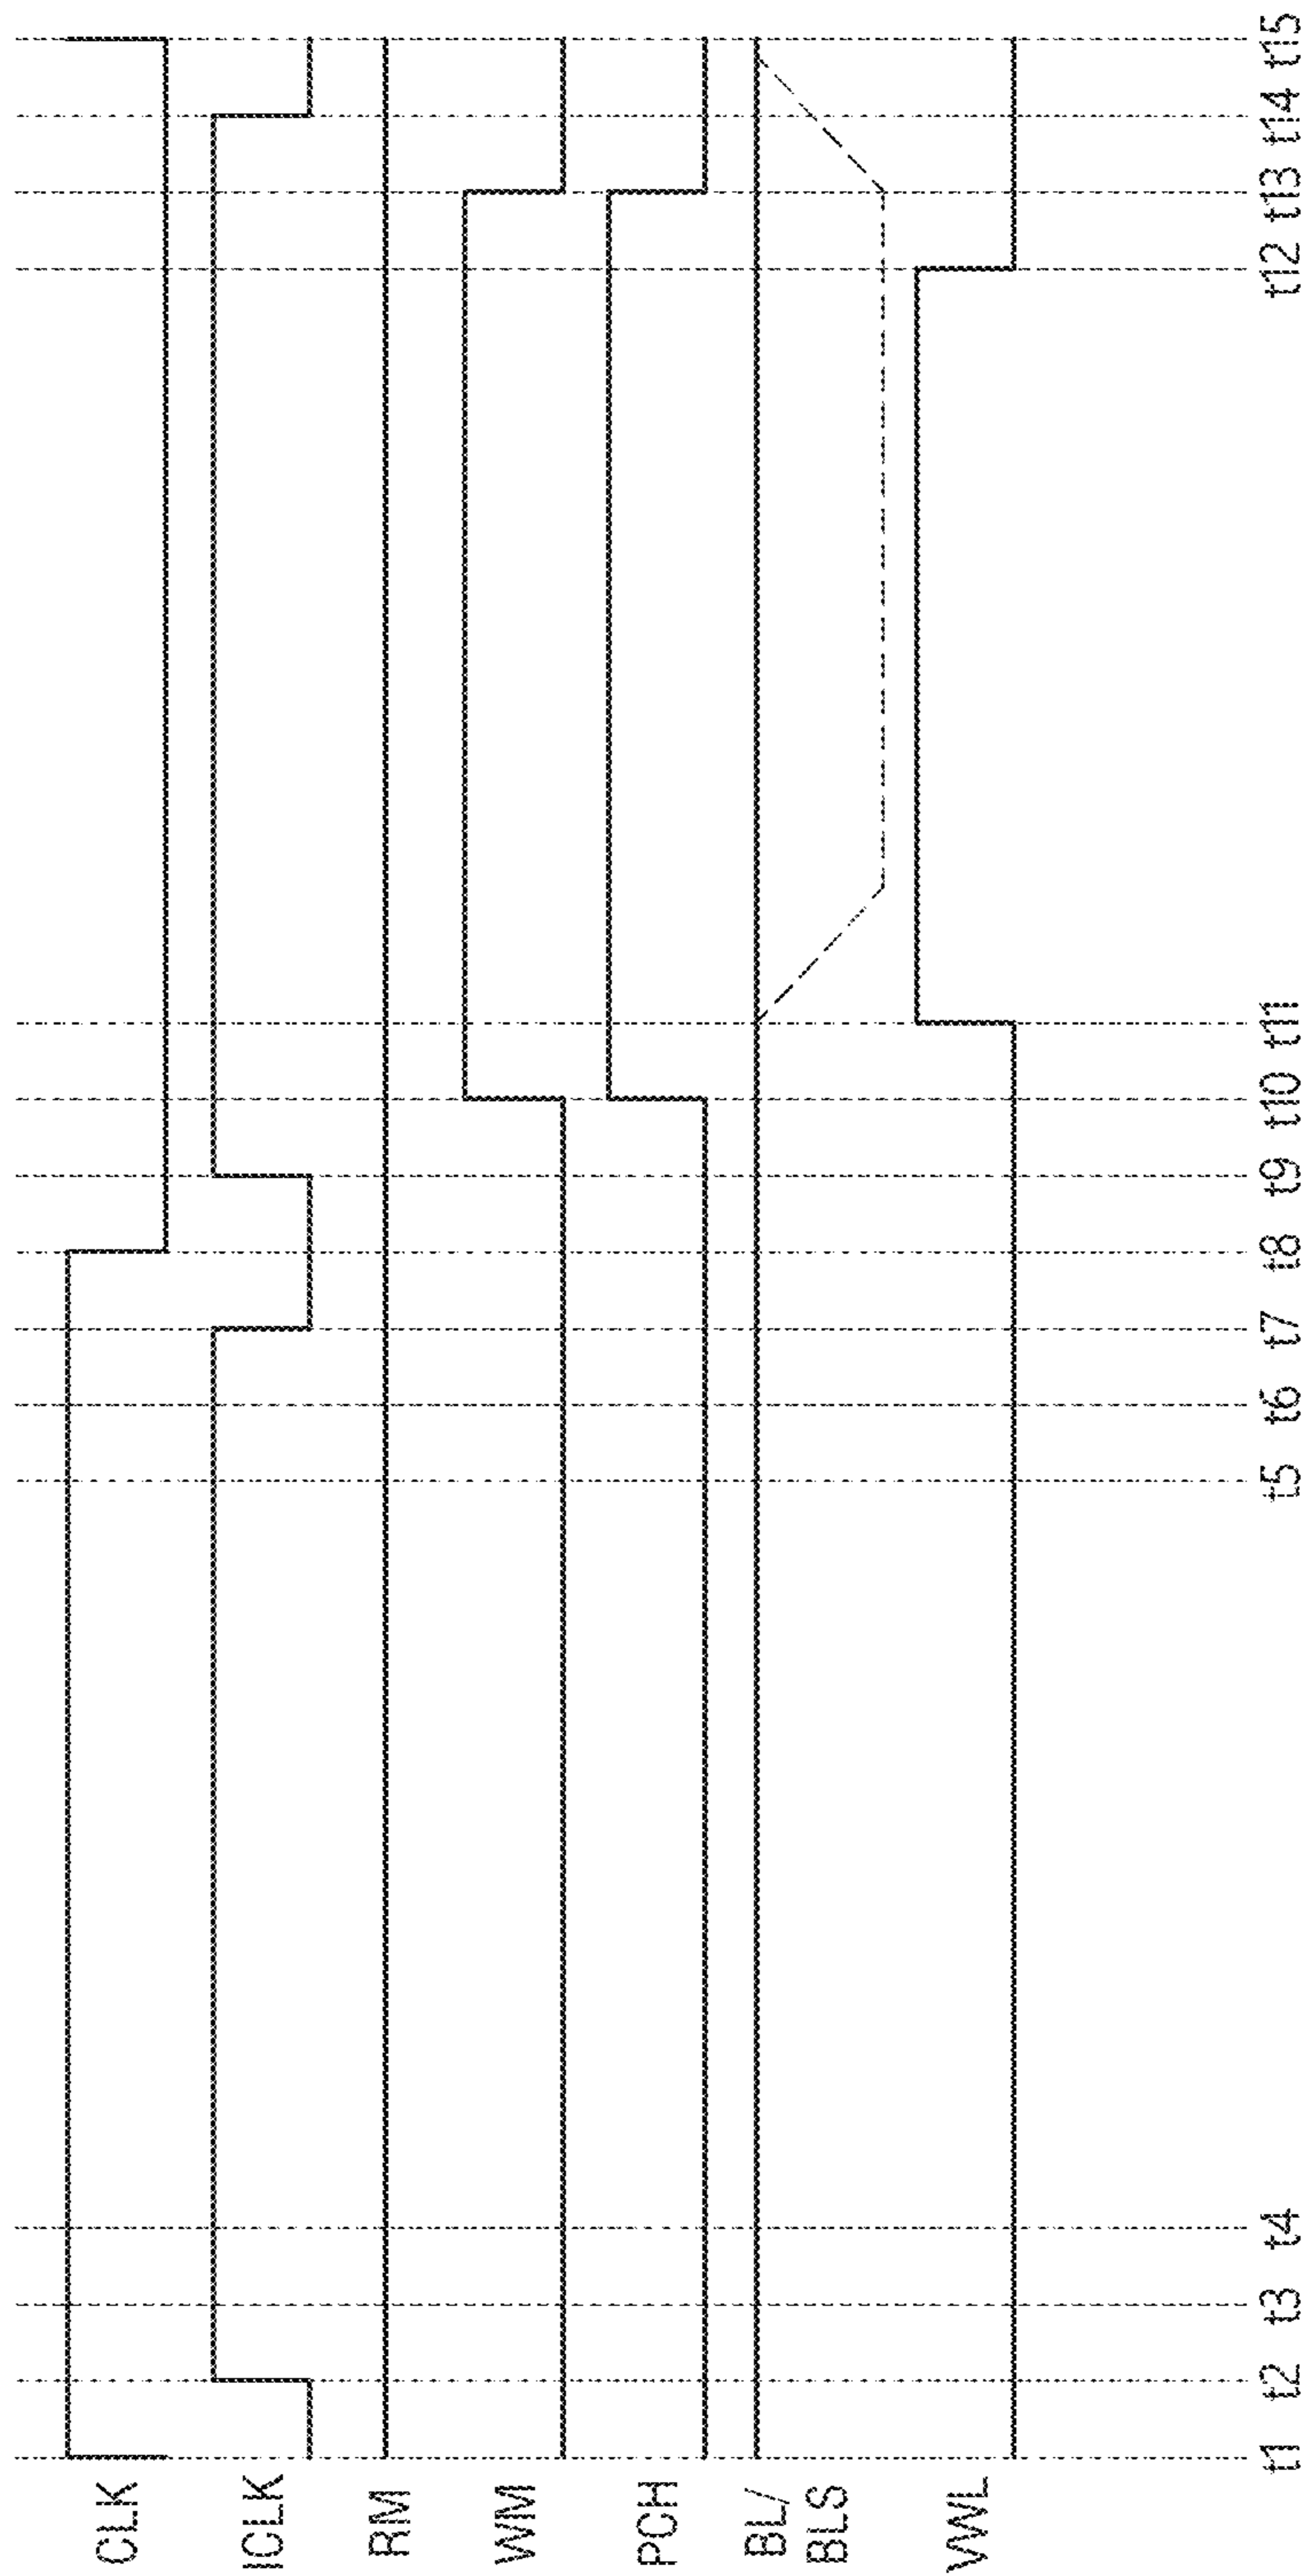 CLK
ICLK
RM
WM
PCH
BL/
BLS
WWL
t1 t2 t3 t4 t5 t6 t7 t8 t9 t10 t11 t12 t13 t14 t15